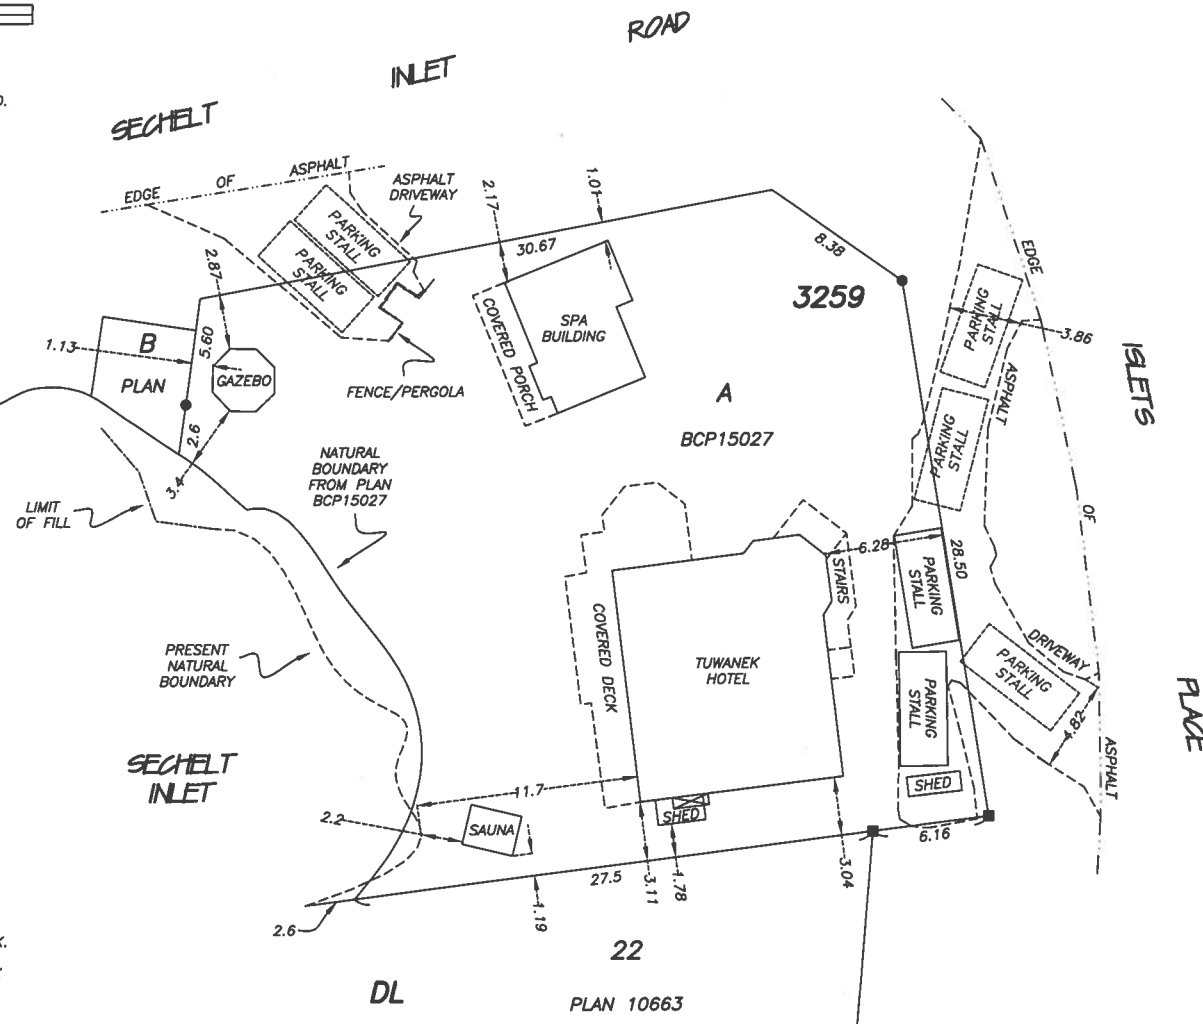 ROAD
INLET
SECHELT
EDGE OF ASPHALT
ASPHALT
DRIVEWAY
PARKING
STALL
PARKING
STALL
2.17
1.01
30.67
8.38
3259
2.87
5.60
B
PLAN
1.13
GAZEBO
2.6
3.4
FENCE/PERGOLA
COVERED PORCH
SPA
BUILDING
A
BCP15027
NATURAL
BOUNDARY
FROM PLAN
BCP15027
LIMIT
OF FILL
PRESENT
NATURAL
BOUNDARY
SECHELT
INLET
EDGE
OF
ASPHALT
ISLETS
PLACE
PARKING
STALL
3.86
ASPHALT
PARKING
STALL
6.28
28.50
PARKING
STALL
STAIRS
DRIVEWAY
PARKING
STALL
4.82
PARKING
STALL
COVERED DECK
TUWANEK
HOTEL
SHED
11.7
2.2
SAUNA
SHED
6.16
27.5
3.11
1.78
3.04
1.19
2.6
22
DL
PLAN 10663